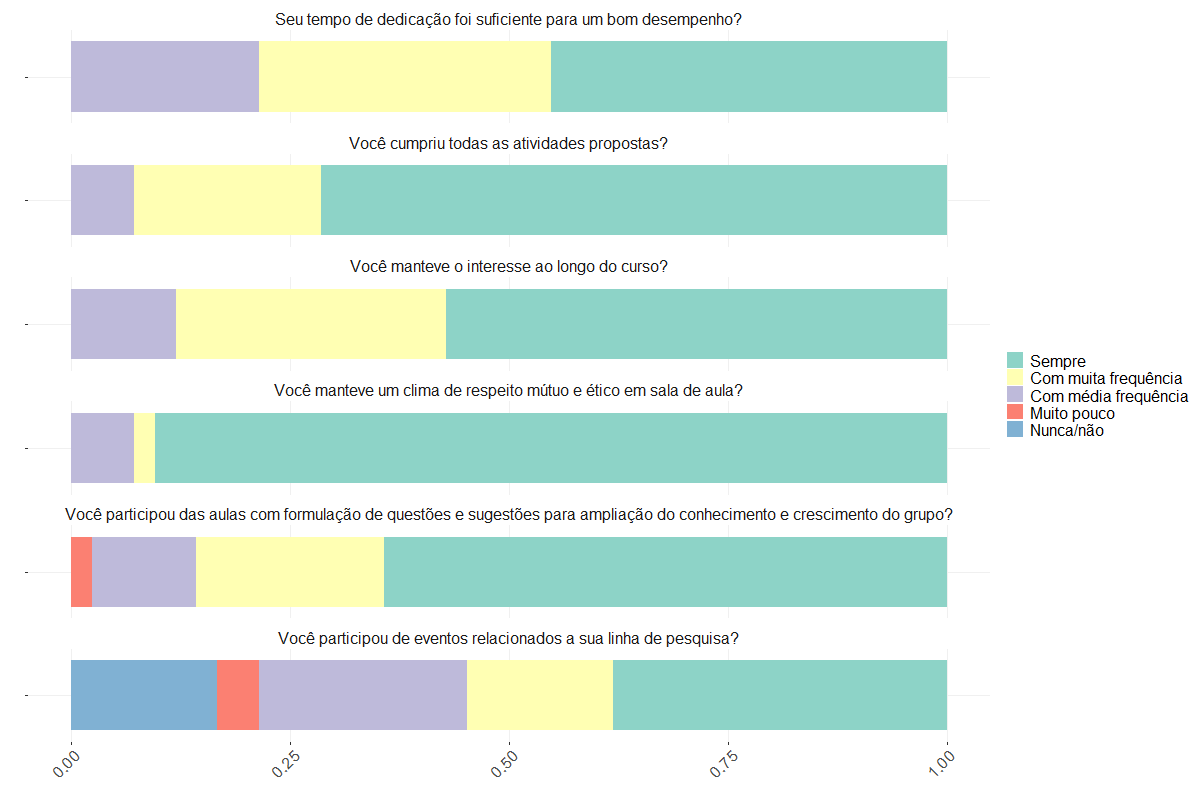 Seu tempo de dedicação foi suficiente para um bom desempenho?
Você cumpriu todas as atividades propostas?
Você manteve o interesse ao longo do curso?
Você manteve um clima de respeito mútuo e ético em sala de aula?
Você participou das aulas com formulação de questões e sugestões para ampliação do conhecimento e crescimento do grupo?
Você participou de eventos relacionados a sua linha de pesquisa?
0.00
0.25
0.50
0.75
1.00
Sempre
Com muita frequência
Com média frequência
Muito pouco
Nunca/não